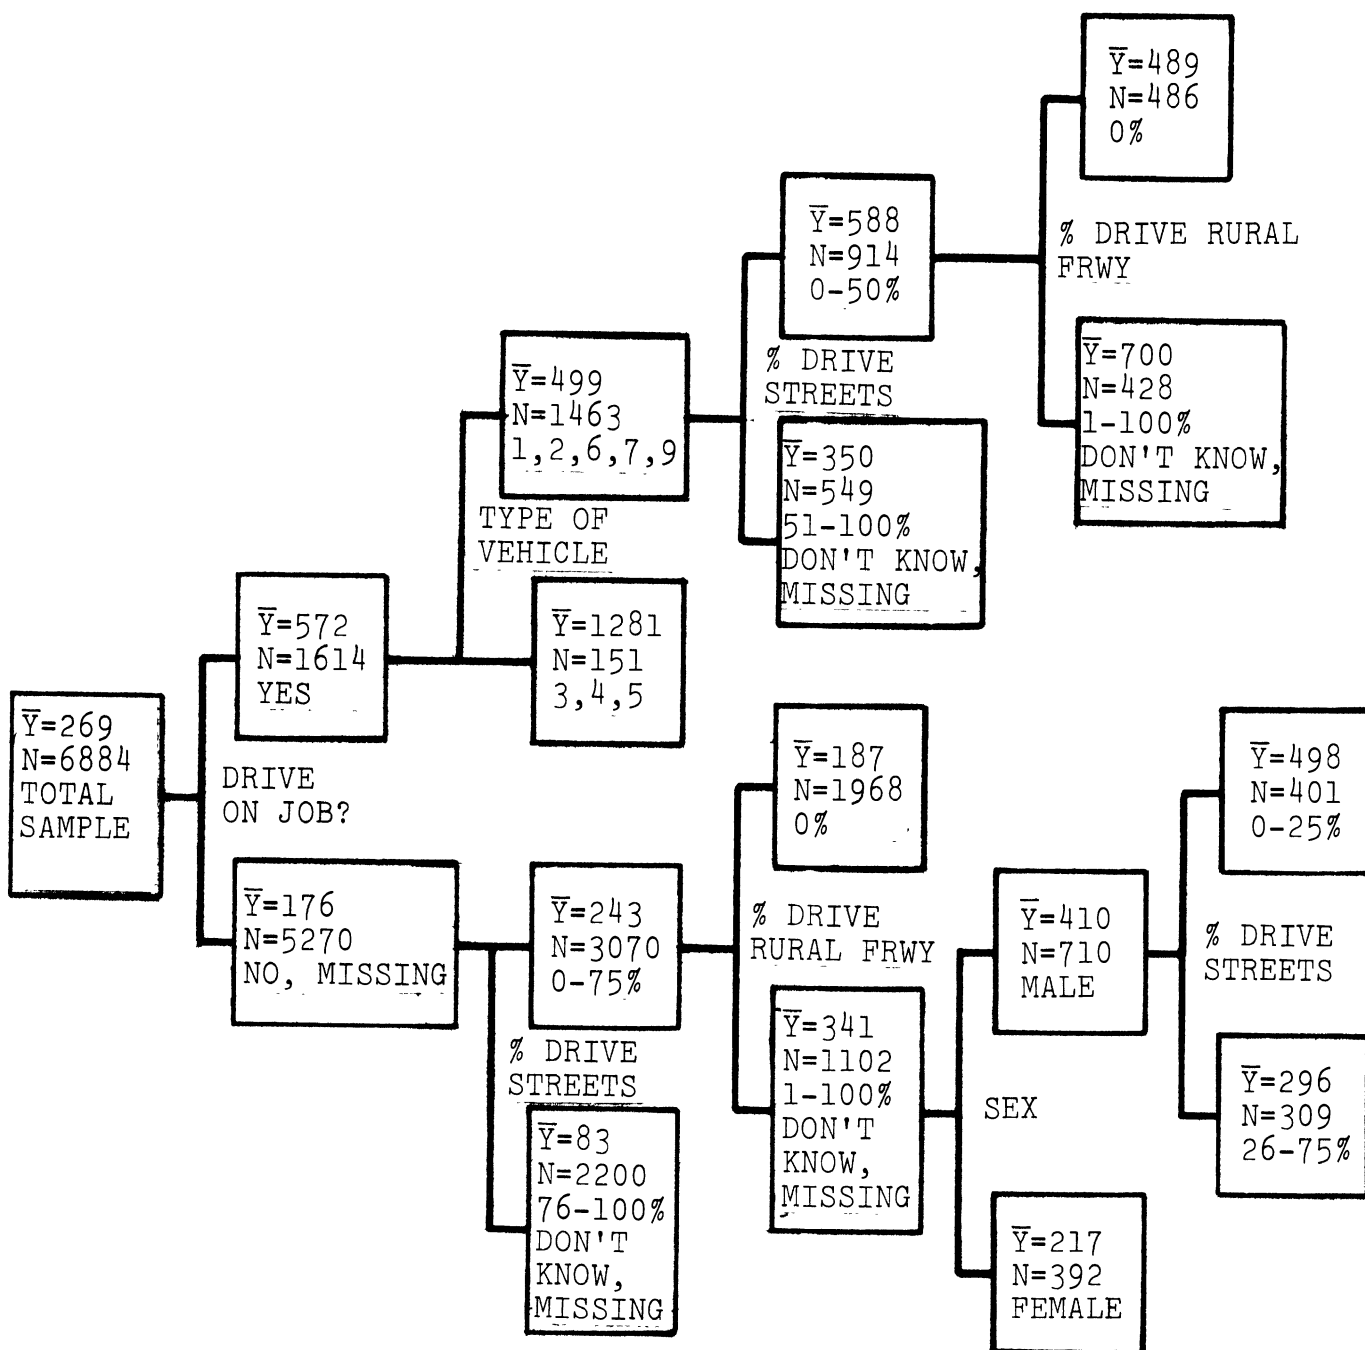 Y̅=489
N=486
0%
% DRIVE RURAL
FRWY
Y̅=700
N=428
1-100%
DON'T KNOW,
MISSING
Y̅=588
N=914
0-50%
% DRIVE
STREETS
Y̅=350
N=549
51-100%
DON'T KNOW,
MISSING
Y̅=499
N=1463
1,2,6,7,9
TYPE OF
VEHICLE
Y̅=1281
N=151
3,4,5
Y̅=572
N=1614
YES
Y̅=269
N=6884
TOTAL
SAMPLE
DRIVE
ON JOB?
Y̅=176
N=5270
NO, MISSING
Y̅=243
N=3070
0-75%
% DRIVE
STREETS
Y̅=83
N=2200
76-100%
DON'T
KNOW,
MISSING
Y̅=187
N=1968
0%
% DRIVE
RURAL FRWY
Y̅=341
N=1102
1-100%
DON'T
KNOW,
MISSING
Y̅=410
N=710
MALE
SEX
Y̅=217
N=392
FEMALE
Y̅=498
N=401
0-25%
% DRIVE
STREETS
Y̅=296
N=309
26-75%